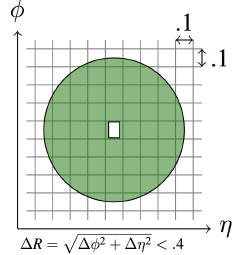 ϕ
.1
.1
η
ΔR = √Δϕ² + Δη² < .4